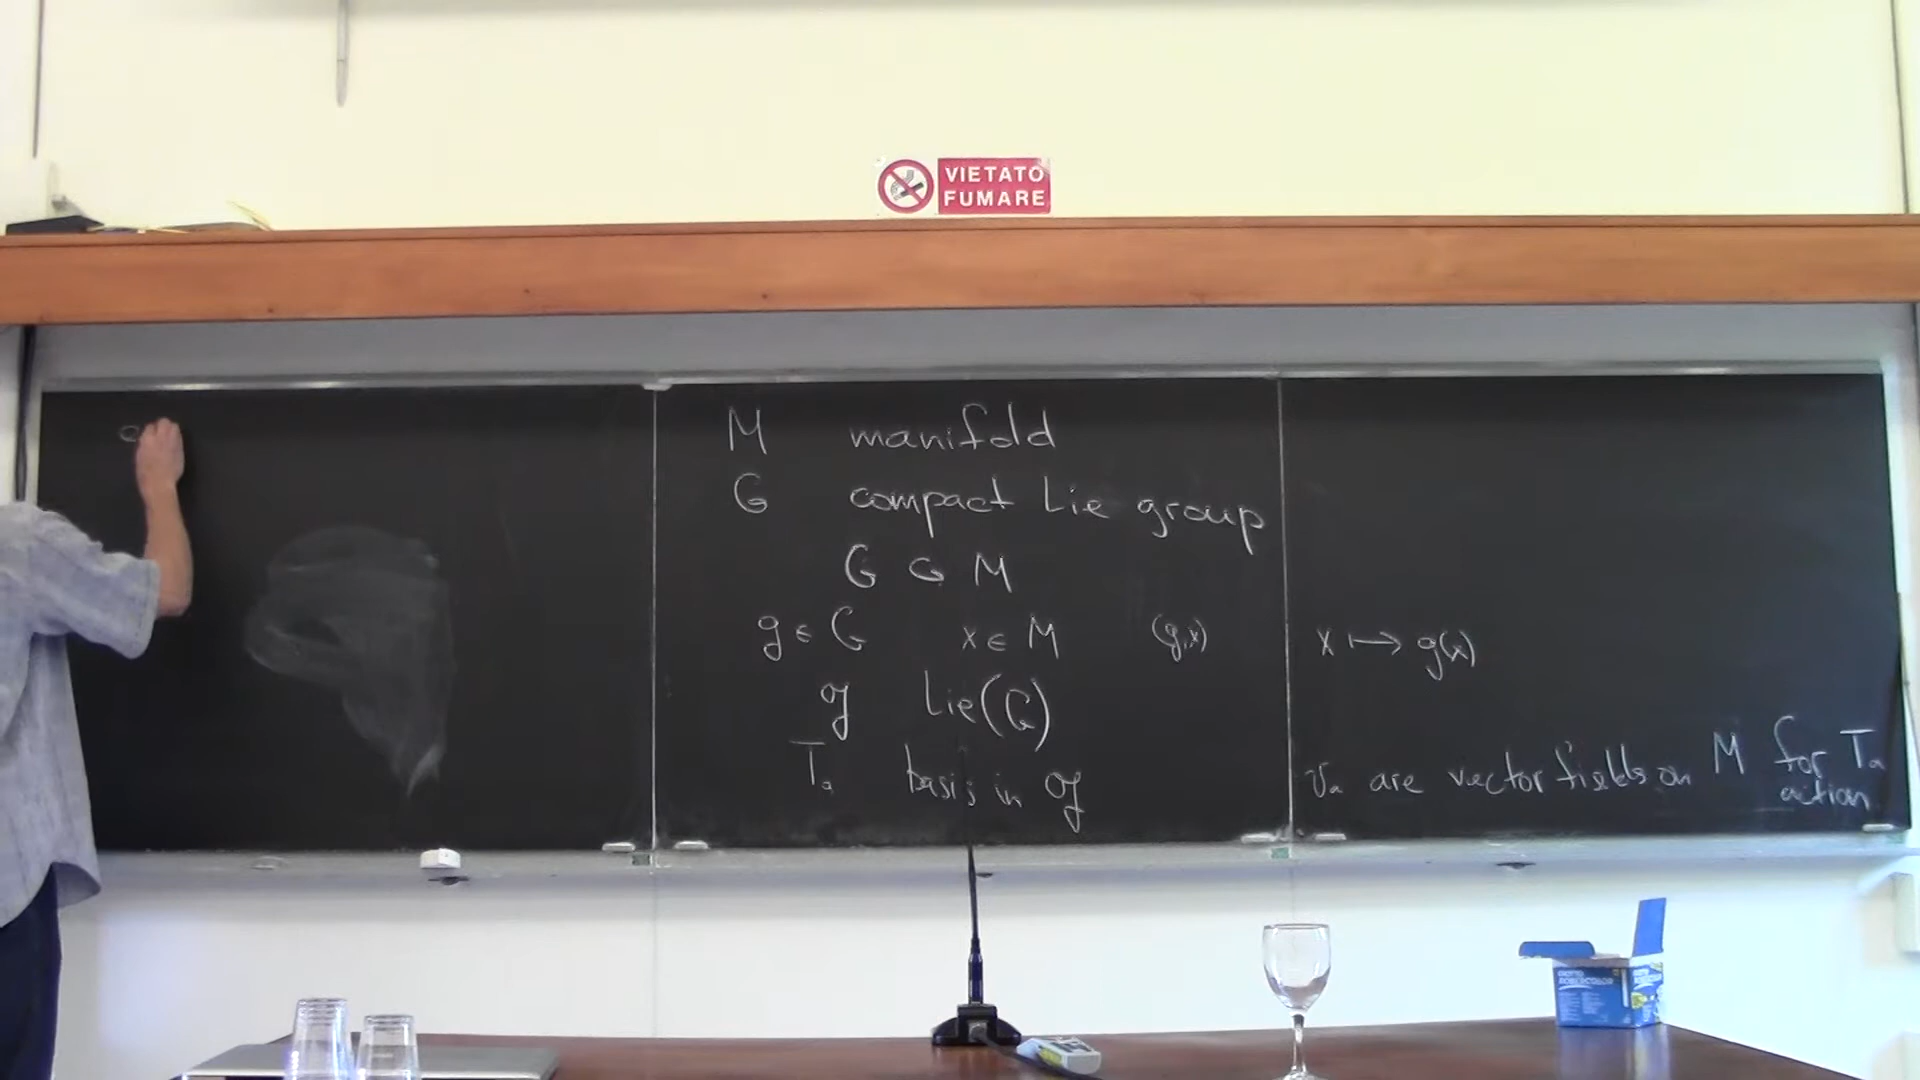 VIETATO
FUMARE
M manifold
G compact Lie group
G ↻ M
g ∈ G x ∈ M (g,x) x ⟼ g(x)
𝔤 Lie(G)
Tₐ basis in 𝔤
vₐ are vector fields on M for Tₐ
action